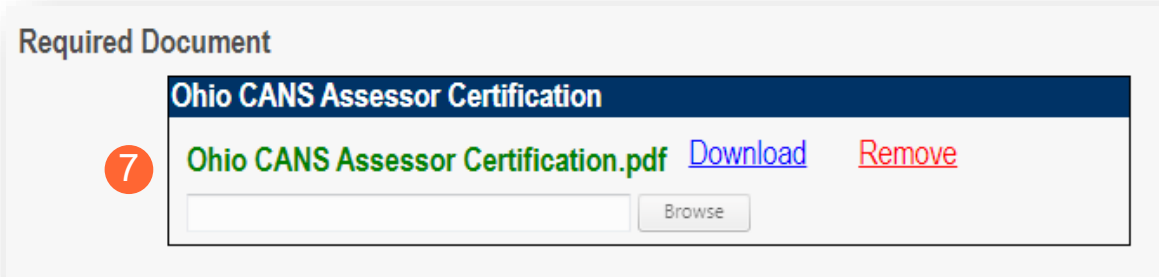 Required Document
Ohio CANS Assessor Certification
7
Ohio CANS Assessor Certification.pdf Download Remove
Browse